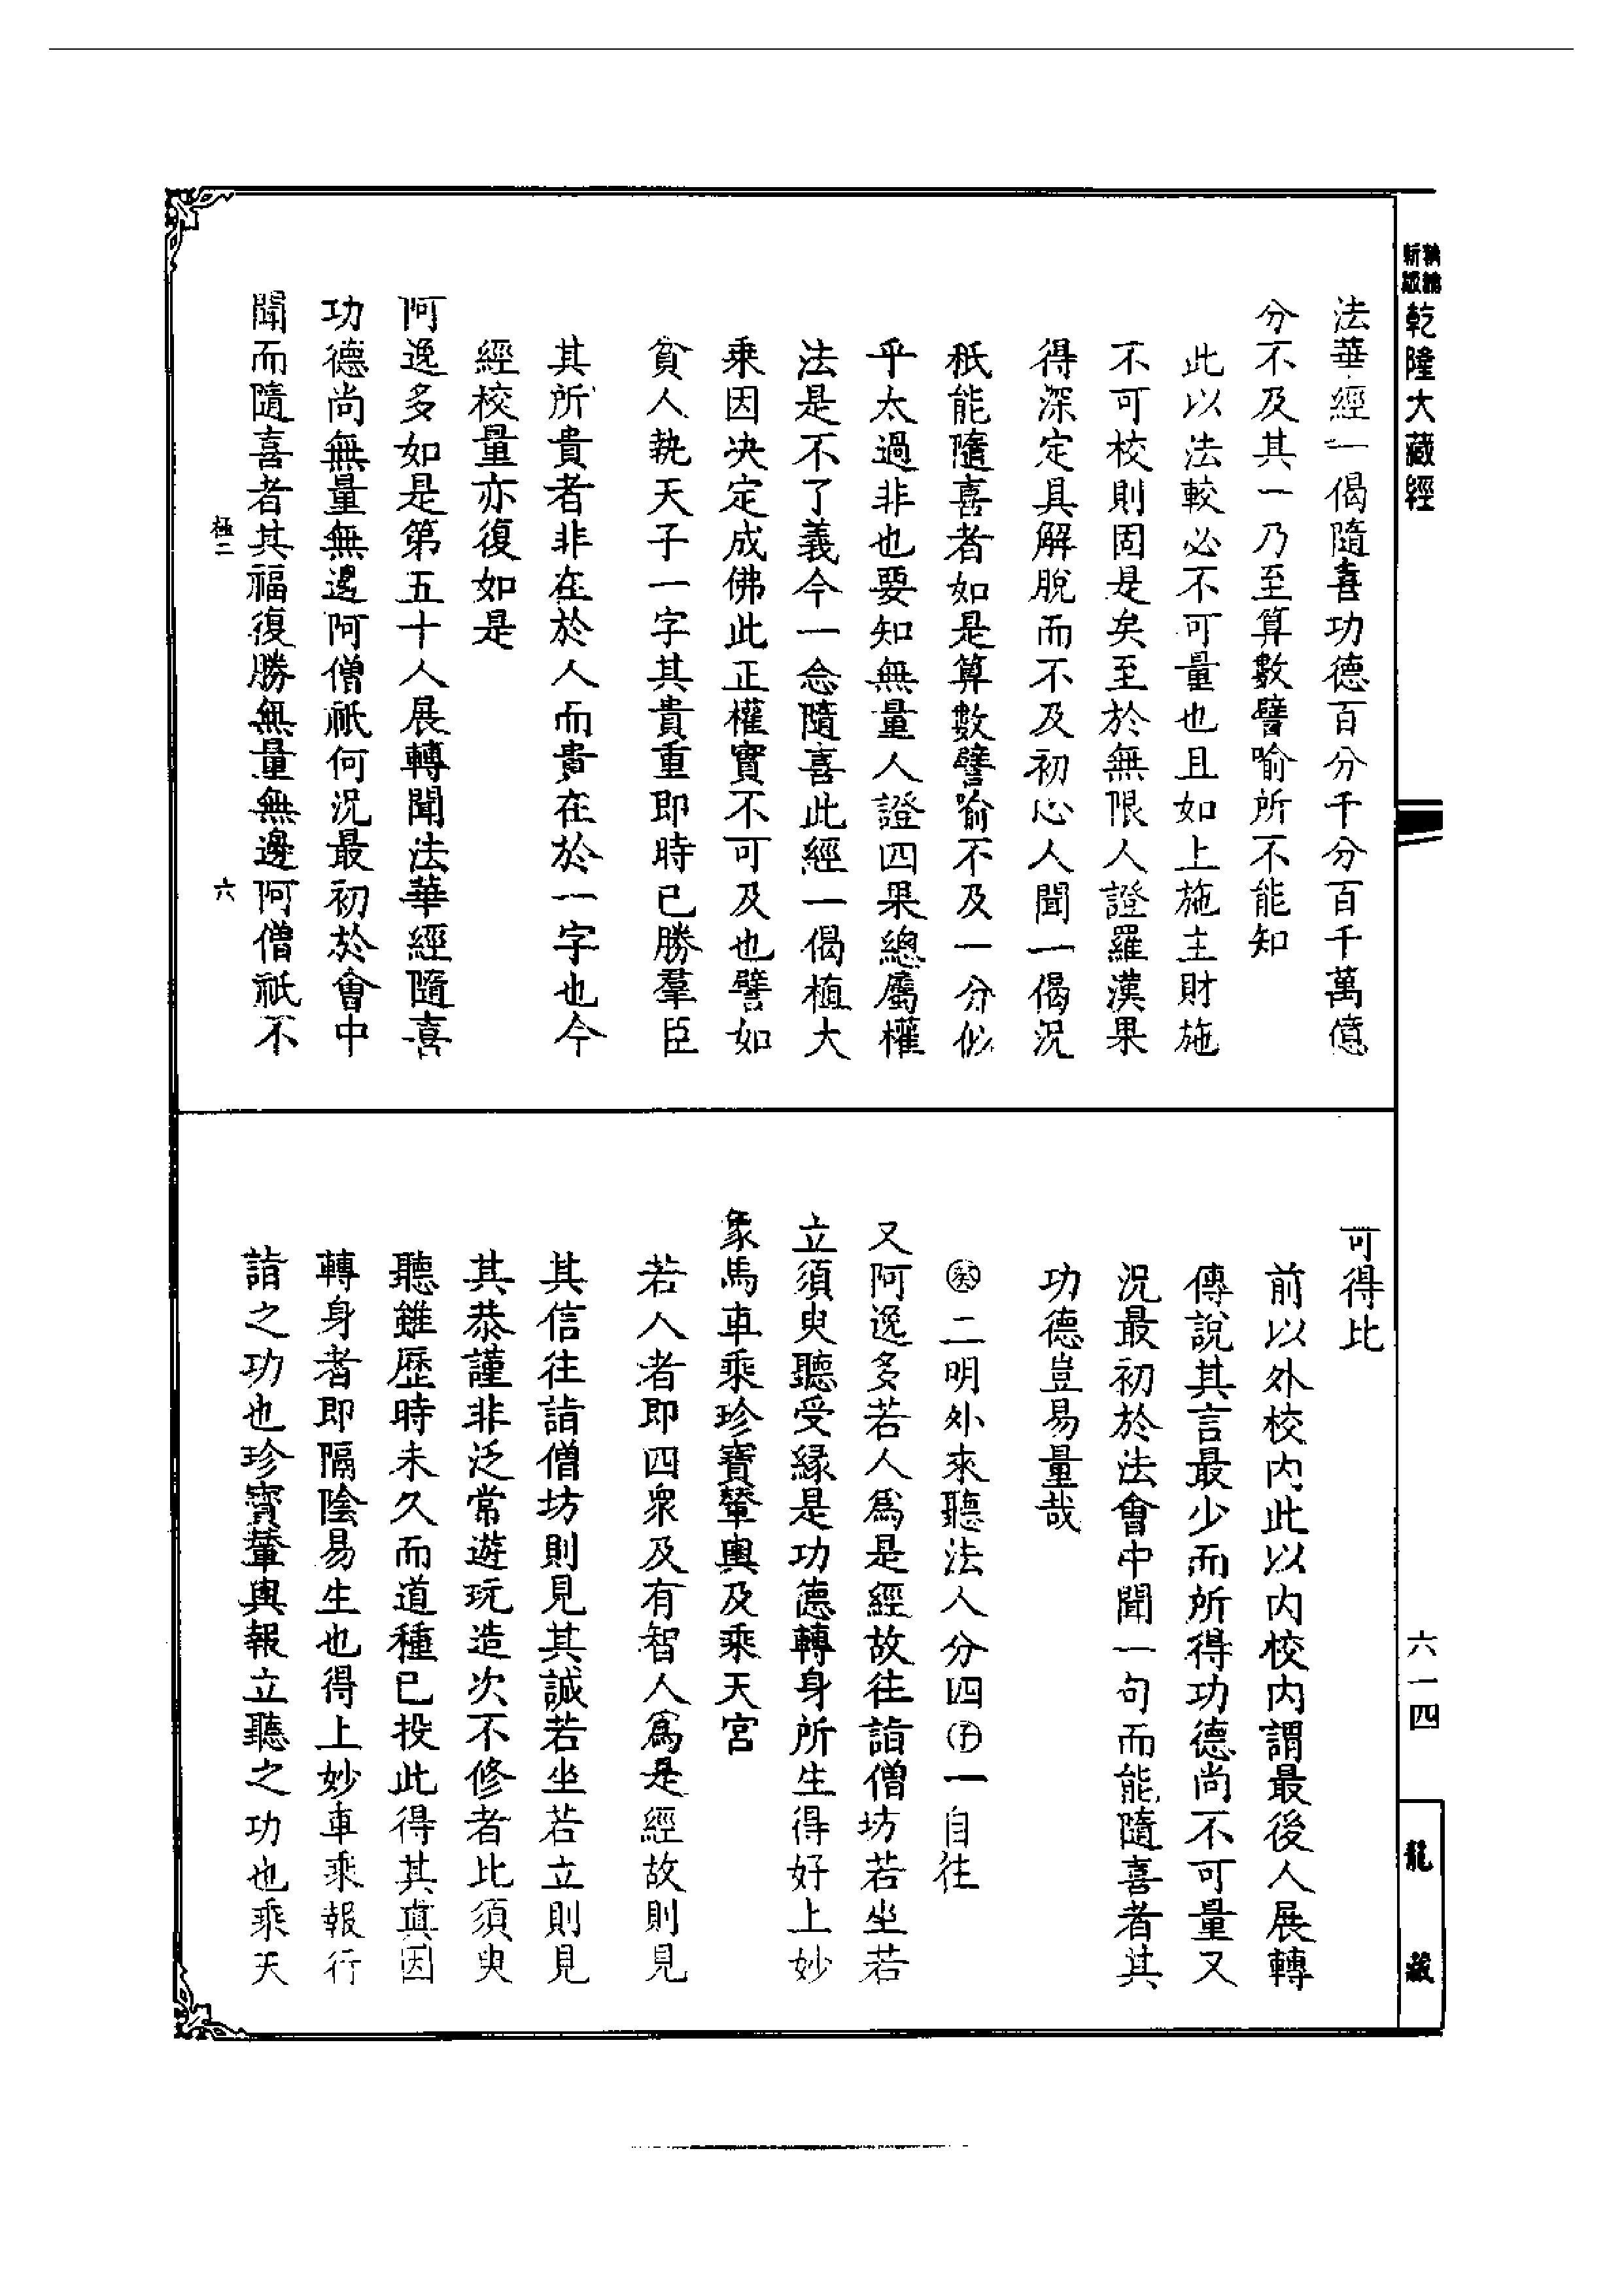 精編新版
乾隆大藏經
法華經一偈隨喜功德百分千分百千萬億
分不及其一乃至算數譬喻所不能知
此以法較必不可量也且如上施主財施
不可校則固是矣至於無限人證羅漢果
得深定具解脫而不及初心人聞一偈況
秖能隨喜者如是算數譬喻不及一分似
乎太過非也要知無量人證四果總屬權
法是不了義今一念隨喜此經一偈植大
乘因决定成佛此正權實不可及也譬如
貧人執天子一字其貴重即時已勝羣臣
其所貴者非在於人而貴在於一字也今
經校量亦復如是
阿逸多如是第五十人展轉聞法華經隨喜
功德尚無量無邊阿僧祇何況最初於會中
聞而隨喜者其福復勝無量無邊阿僧祇不
極二
六
可得比
前以外校內此以內校內謂最後人展轉
傳說其言最少而所得功德尚不可量又
況最初於法會中聞一句而能隨喜者其
功德豈易量哉
㊀癸二明外來聽法人分四子一自往
又阿逸多若人爲是經故往詣僧坊若坐若
立須臾聽受緣是功德轉身所生得好上妙
象馬車乘珍寶輦輿及乘天宮
若人者即四衆及有智人爲是經故則見
其信往詣僧坊則見其誠若坐若立則見
其恭謹非泛常遊玩造次不修者比須臾
聽雖歷時未久而道種已投此得其真因
轉身者即隔陰易生也得上妙車乘報行
詣之功也珍寶輦輿報立聽之功也乘天
六一四
龍藏